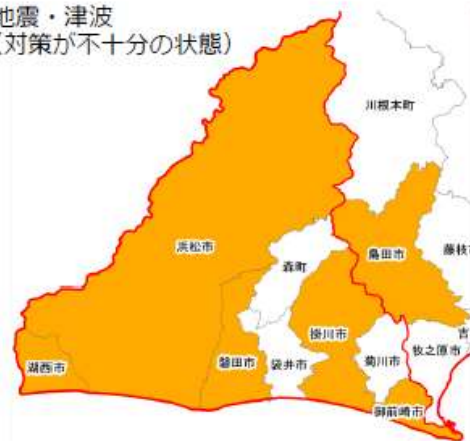 地震・津波
(対策が不十分の状態)
川根本町
浜松市
島田市
藤枝
森町
掛川市
吉
牧之原市
湖西市
磐田市
袋井市
菊川市
御前崎市